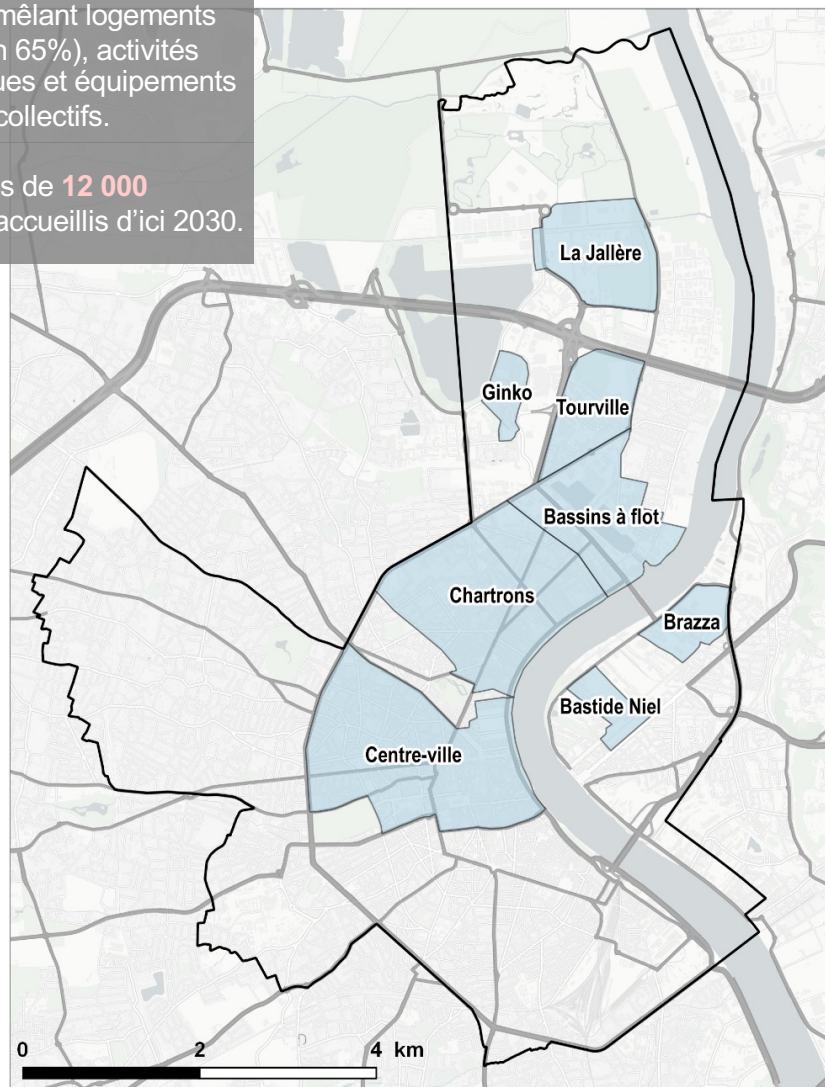 mêlant logements
65%), activités
et équipements
collectifs.
de 12 000
accueillis d'ici 2030.
La Jallère
Ginko
Tourville
Bassins à flot
Chartrons
Brazza
Bastide Niel
Centre-ville
0 2 4 km